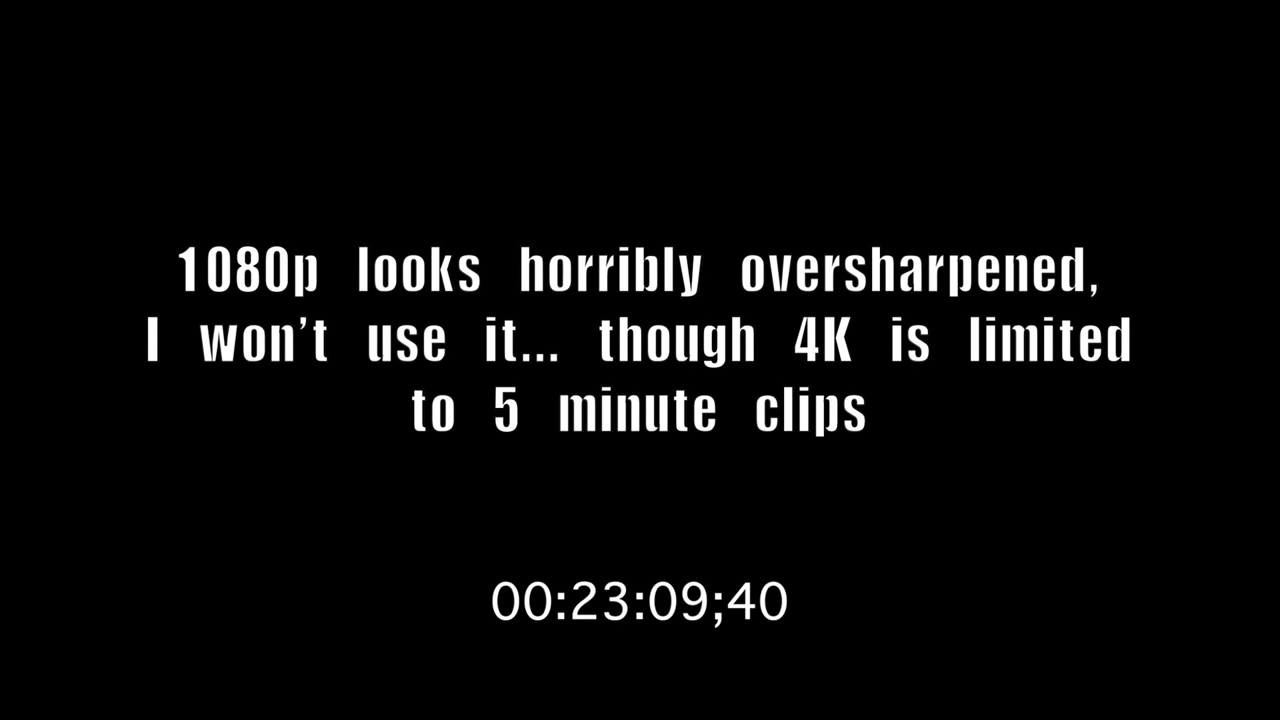 1080p looks horribly oversharpened,
I won't use it... though 4K is limited
to 5 minute clips
00:23:09;40